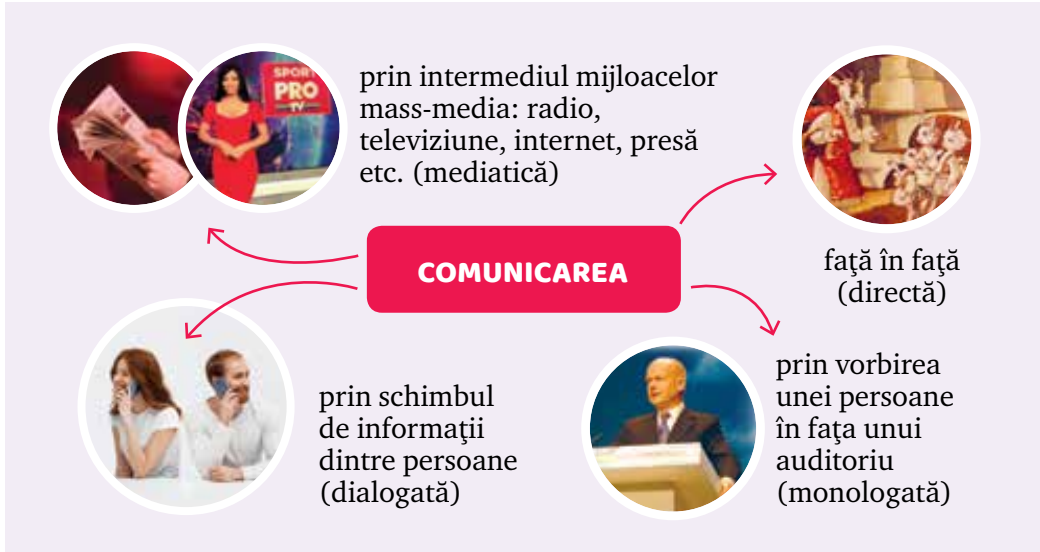 SPORT
PRO
TV
prin intermediul mijloacelor
mass-media: radio,
televiziune, internet, presă
etc. (mediatică)
COMUNICAREA
faţă în faţă
(directă)
prin schimbul
de informaţii
dintre persoane
(dialogată)
prin vorbirea
unei persoane
în faţa unui
auditoriu
(monologată)